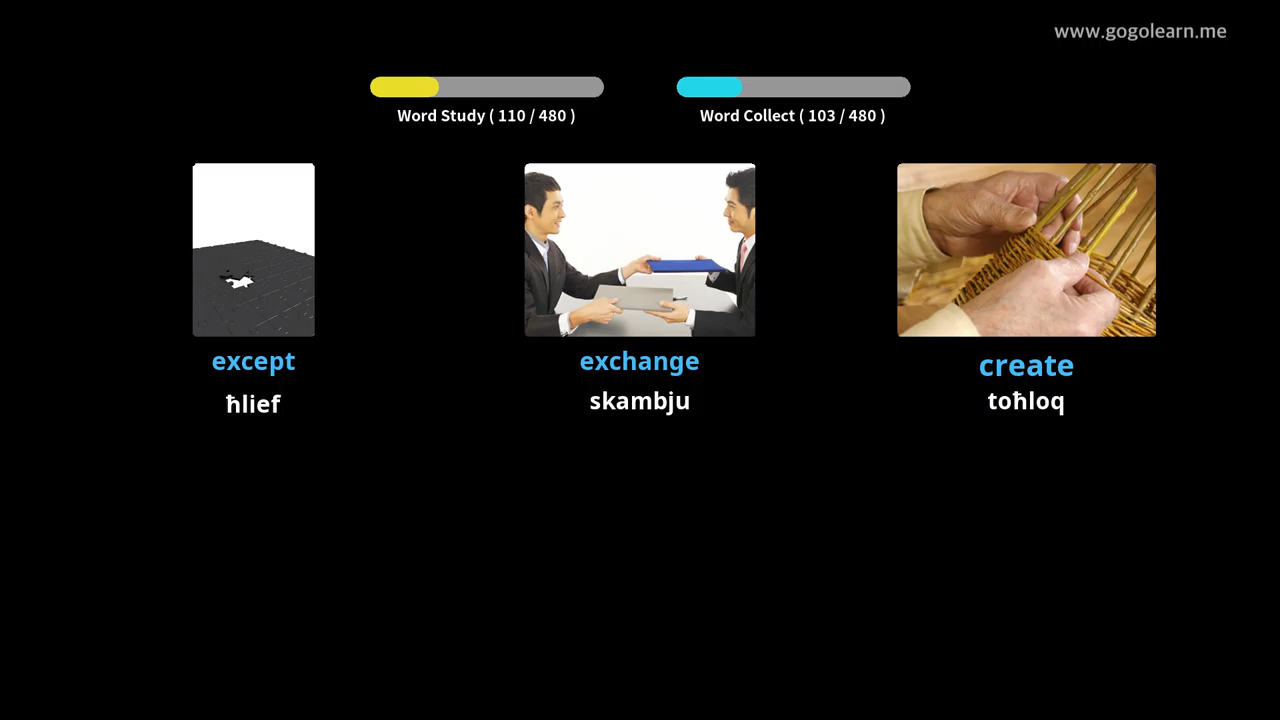 www.gogolearn.me
Word Study ( 110 / 480 )
Word Collect ( 103 / 480 )
except
ħlief
exchange
skambju
create
toħloq